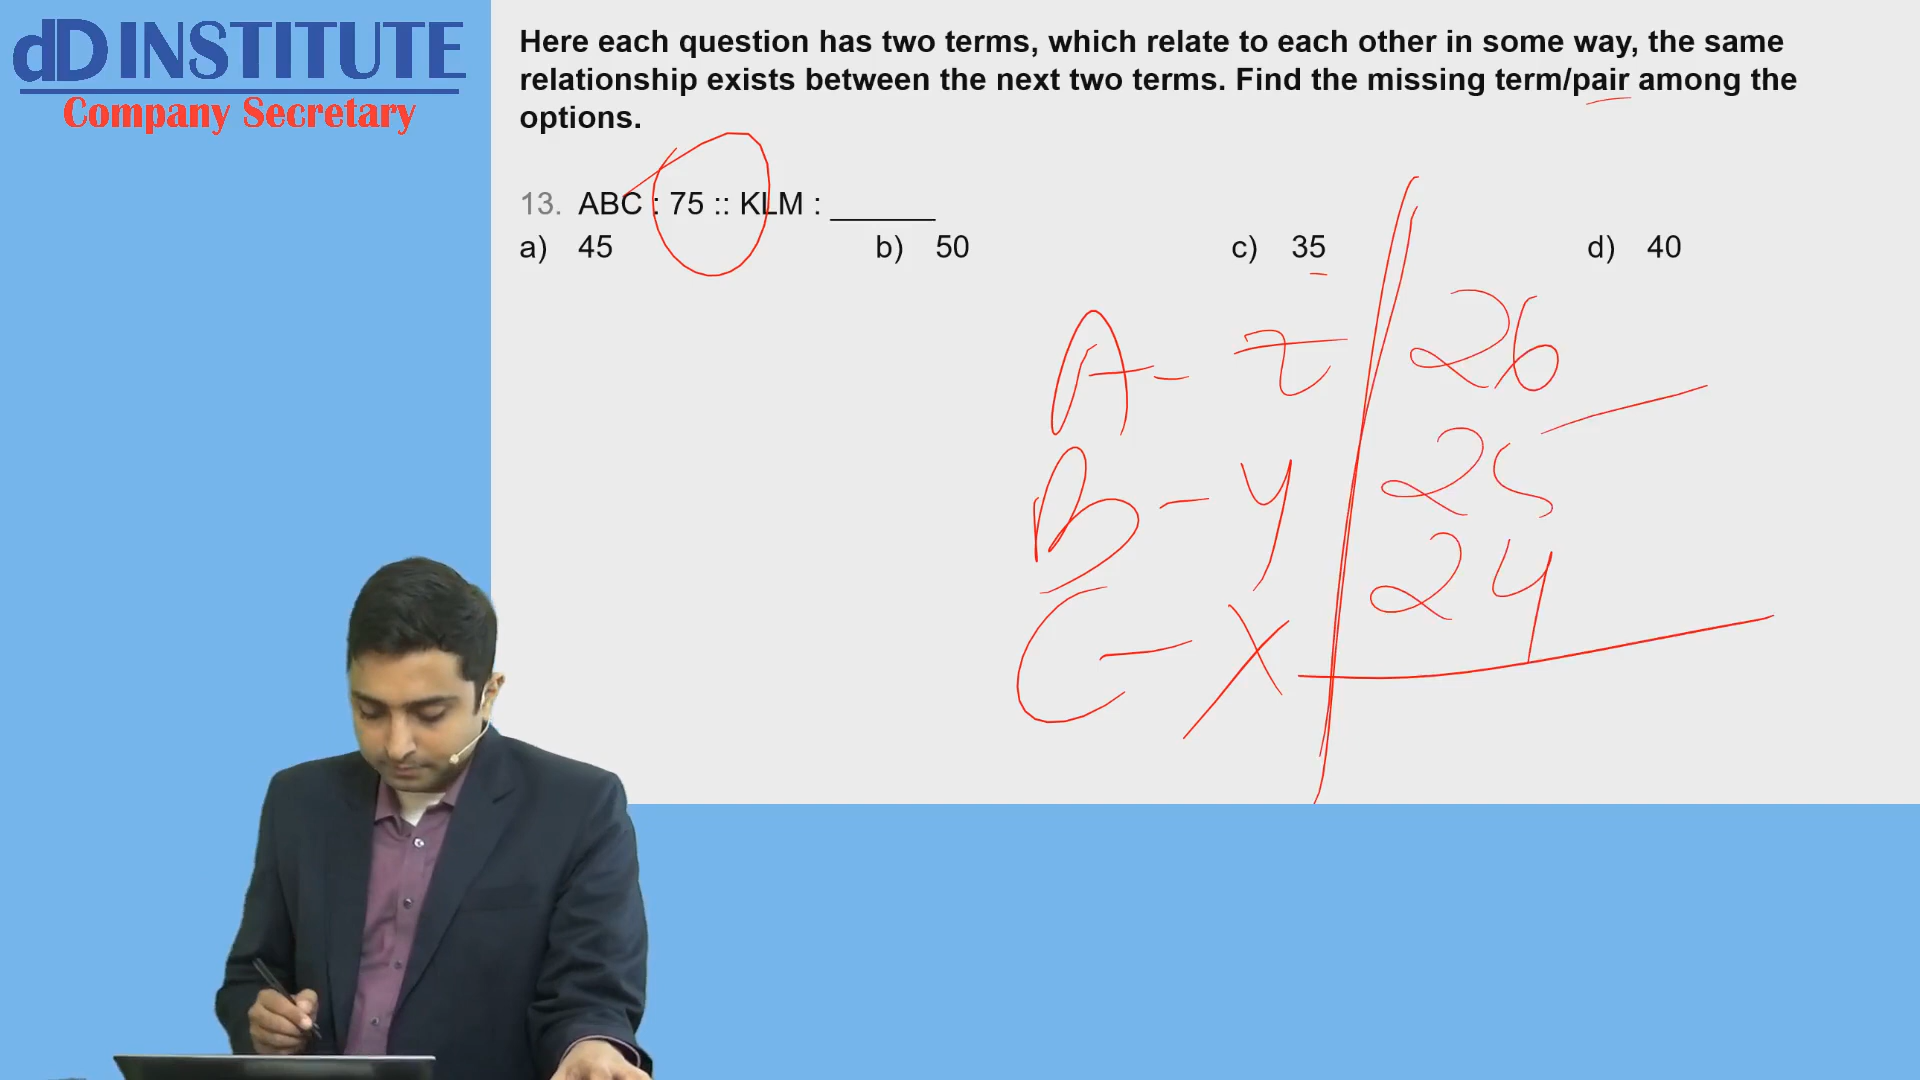 dD INSTITUTE
Company Secretary
Here each question has two terms, which relate to each other in some way, the same
relationship exists between the next two terms. Find the missing term/pair among the
options.
13. ABC : 75 :: KLM : ______
a) 45 b) 50 c) 35 d) 40
A - Z 26
B - Y 25
C - X 24